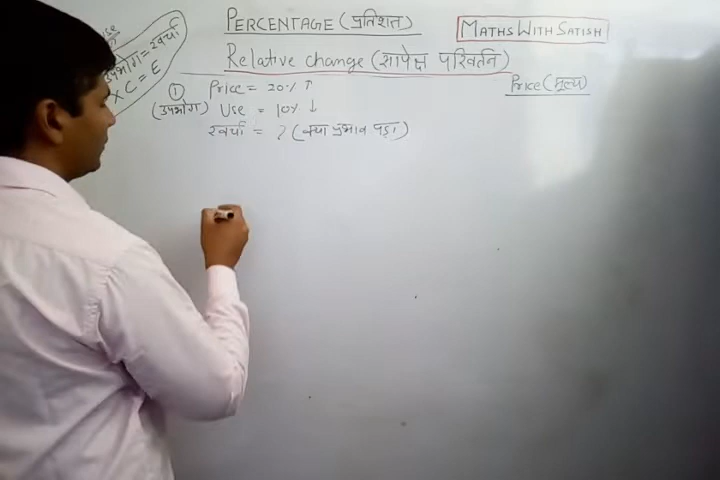 PERCENTAGE (प्रतिशत)
MATHS WITH SATISH
Relative change (सापेक्ष परिवर्तन)
उपभोग = खर्चा
× C = E
Price (मूल्य)
① Price = 20% ↑
(उपभोग) Use = 10% ↓
खर्चा = ? (क्या प्रभाव पड़ा)